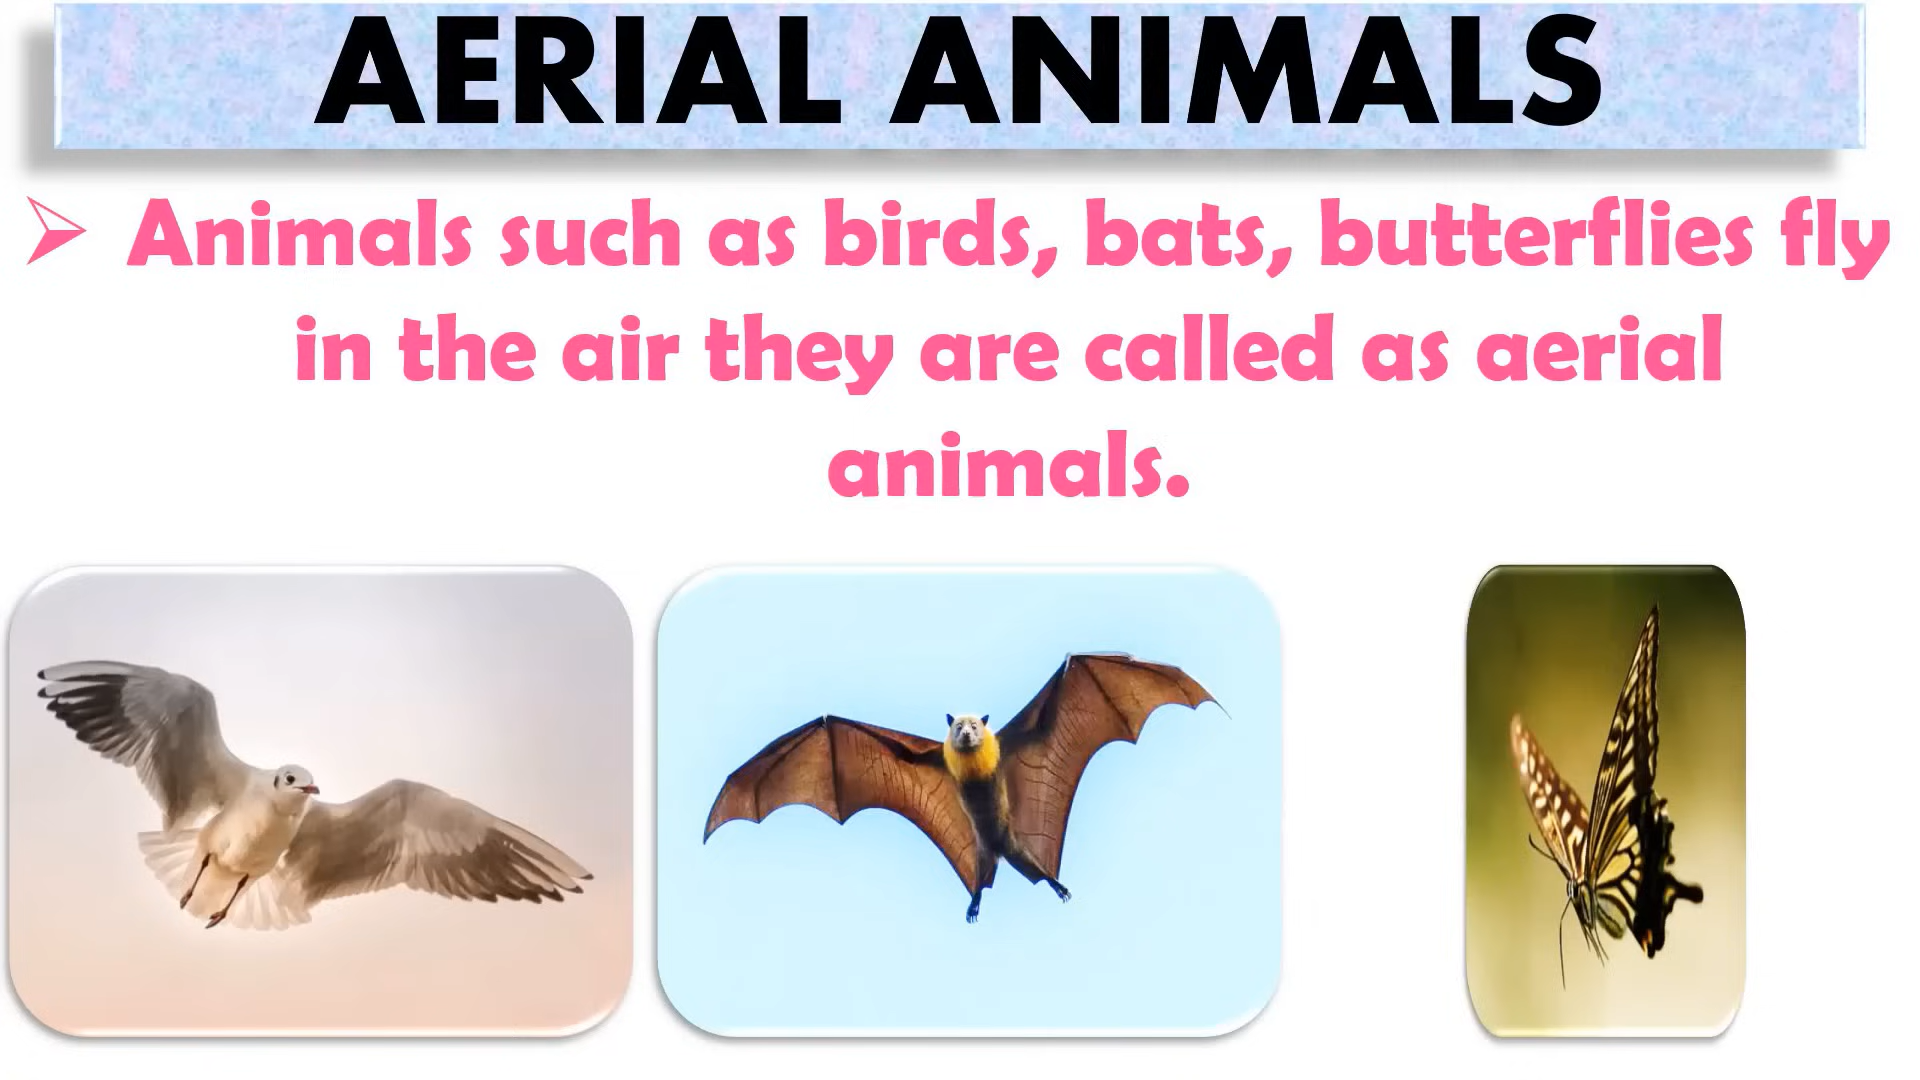 AERIAL ANIMALS
Animals such as birds, bats, butterflies fly
in the air they are called as aerial
animals.